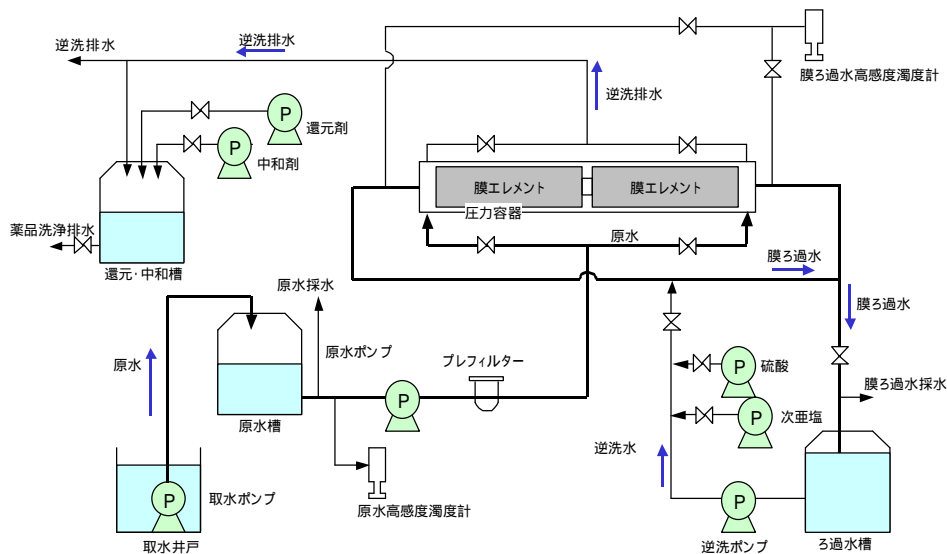 逆洗排水
逆洗排水
膜ろ過水高感度濁度計
逆洗排水
P
還元剤
P
中和剤
膜エレメント
膜エレメント
圧力容器
薬品洗浄排水
原水
還元・中和槽
膜ろ過水
原水採水
膜ろ過水
原水ポンプ
プレフィルター
原水
P
硫酸
膜ろ過水採水
P
原水槽
P
次亜塩
逆洗水
P
取水ポンプ
原水高感度濁度計
P
取水井戸
逆洗ポンプ
ろ過水槽